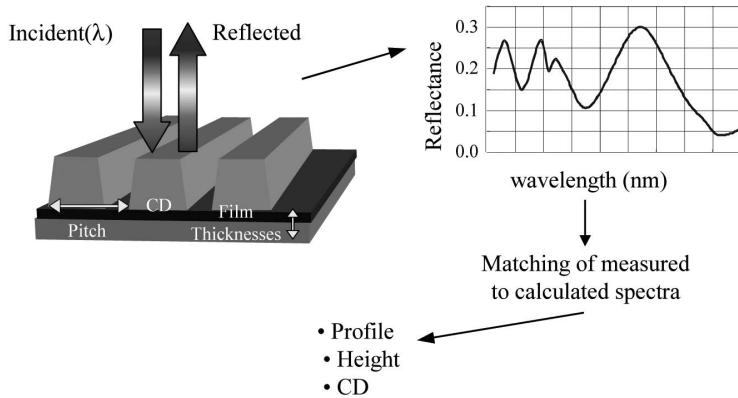 Incident(λ)
Reflected
CD
Film
Pitch
Thicknesses
Reflectance
0.3
0.2
0.1
0.0
wavelength (nm)
Matching of measured
to calculated spectra
• Profile
• Height
• CD